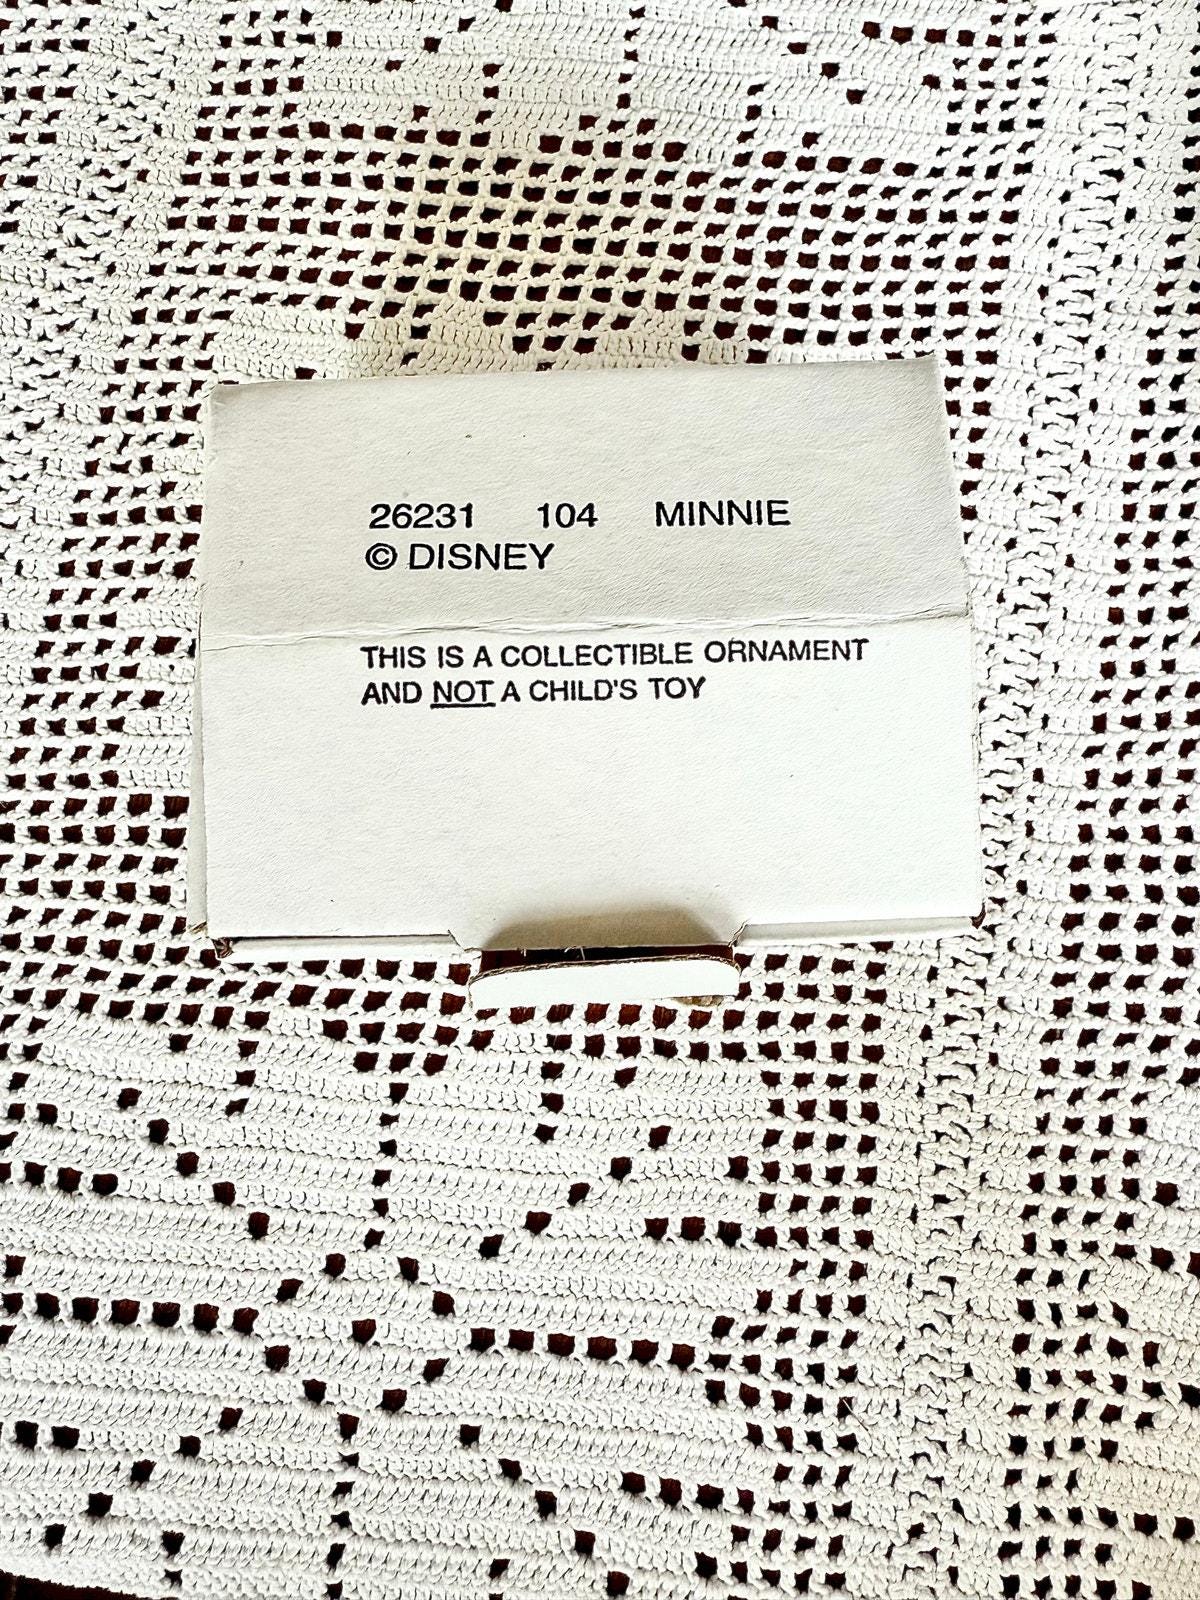 26231 104 MINNIE
© DISNEY
THIS IS A COLLECTIBLE ORNAMENT
AND NOT A CHILD'S TOY